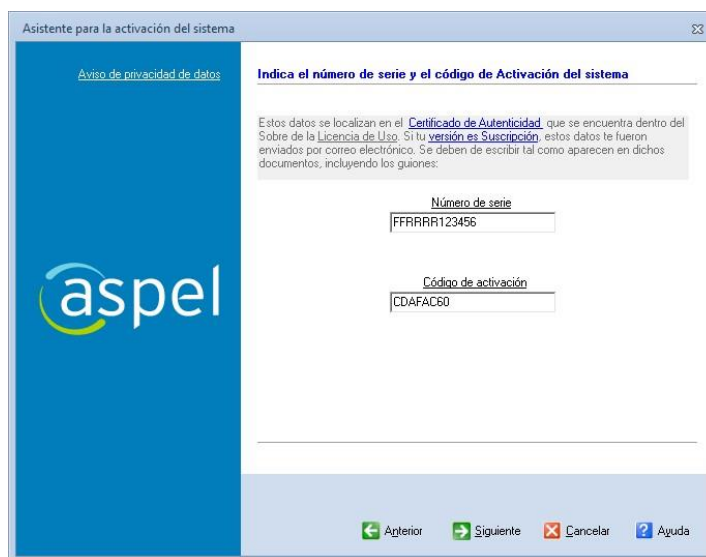 Asistente para la activación del sistema
Aviso de privacidad de datos
Indica el número de serie y el código de Activación del sistema
Estos datos se localizan en el Certificado de Autenticidad que se encuentra dentro del
Sobre de la Licencia de Uso. Si tu versión es Suscripción, estos datos te fueron
enviados por correo electrónico. Se deben de escribir tal como aparecen en dichos
documentos, incluyendo los guiones:
Número de serie
FFRRRR123456
Código de activación
CDAFAC60
aspel
Anterior
Siguiente
Cancelar
Ayuda